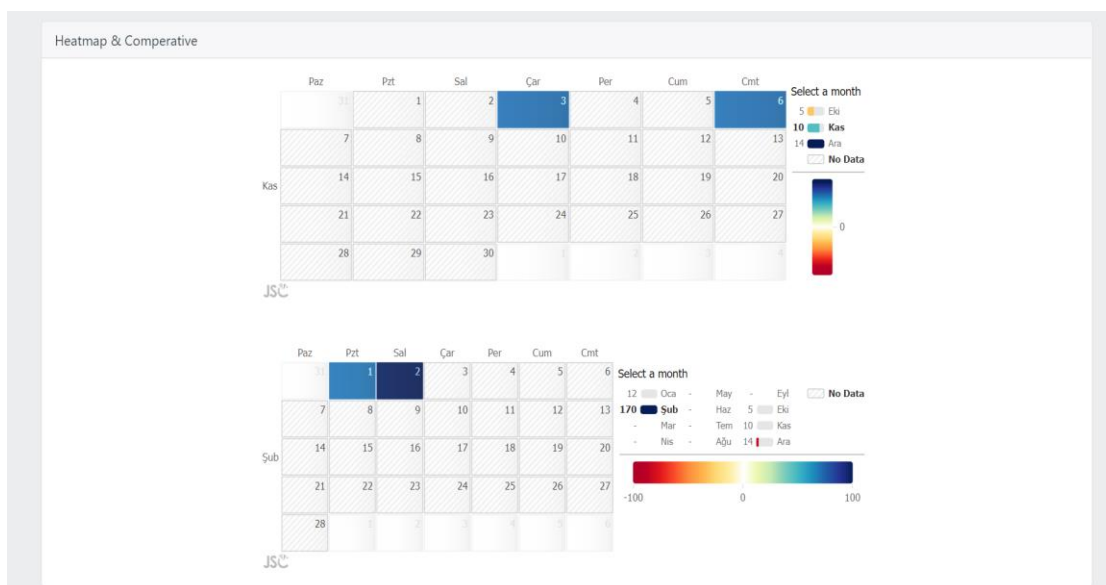 Heatmap & Comperative
Paz Pzt Sal Çar Per Cum Cmt
31 1 2 3 4 5 6
7 8 9 10 11 12 13
Kas
14 15 16 17 18 19 20
21 22 23 24 25 26 27
28 29 30 1 2 3 4
Select a month
5 Eki
10 Kas
14 Ara
No Data
0
JSC
Paz Pzt Sal Çar Per Cum Cmt
31 1 2 3 4 5 6
7 8 9 10 11 12 13
Şub
14 15 16 17 18 19 20
21 22 23 24 25 26 27
28 1 2 3 4 5 6
Select a month
12 Oca - May - Eyl No Data
170 Şub - Haz 5 Eki
- Mar - Tem 10 Kas
- Nis - Ağu 14 Ara
-100 0 100
JSC